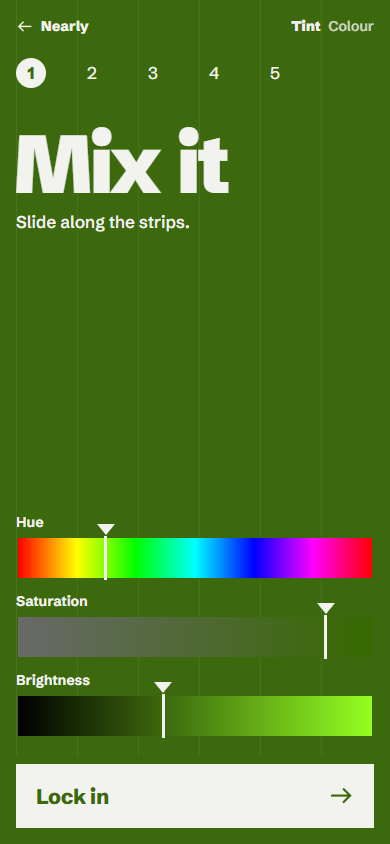 ← Nearly
Tint Colour
1 2 3 4 5
Mix it
Slide along the strips.
Hue
Saturation
Brightness
Lock in →